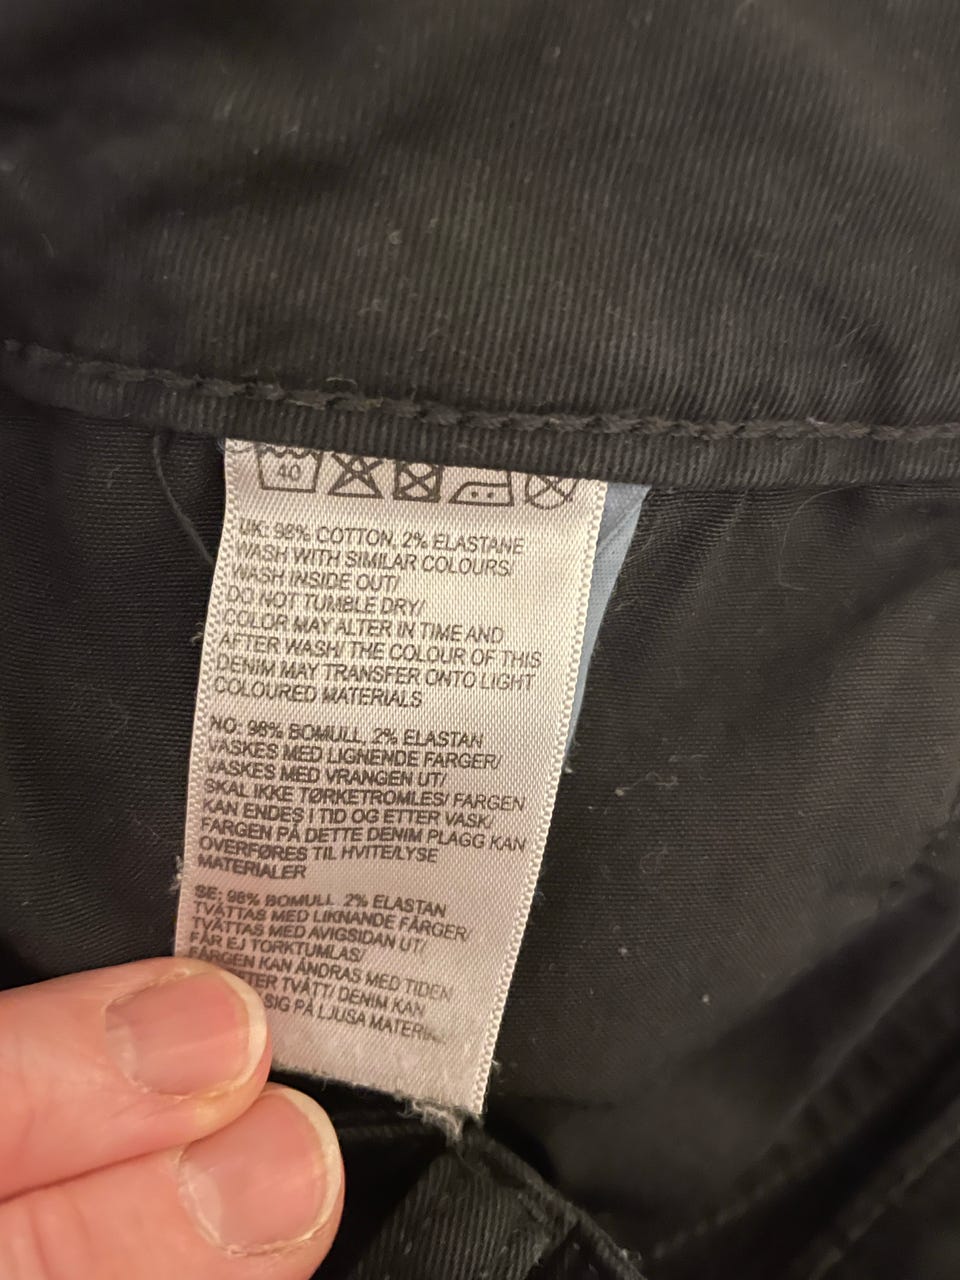 40
UK: 98% COTTON, 2% ELASTANE
WASH WITH SIMILAR COLOURS/
WASH INSIDE OUT/
DO NOT TUMBLE DRY/
COLOR MAY ALTER IN TIME AND
AFTER WASH/ THE COLOUR OF THIS
DENIM MAY TRANSFER ONTO LIGHT
COLOURED MATERIALS
NO: 98% BOMULL, 2% ELASTAN
VASKES MED LIGNENDE FARGER/
VASKES MED VRANGEN UT/
SKAL IKKE TØRKETROMLES/ FARGEN
KAN ENDES I TID OG ETTER VASK/
FARGEN PÅ DETTE DENIM PLAGG KAN
OVERFØRES TIL HVITE/LYSE
MATERIALER
SE: 98% BOMULL, 2% ELASTAN
TVÄTTAS MED LIKNANDE FÄRGER/
TVÄTTAS MED AVIGSIDAN UT/
FÅR EJ TORKTUMLAS/
FÄRGEN KAN ÄNDRAS MED TIDEN
TVÄTT/ DENIM KAN
SIG PÅ LJUSA